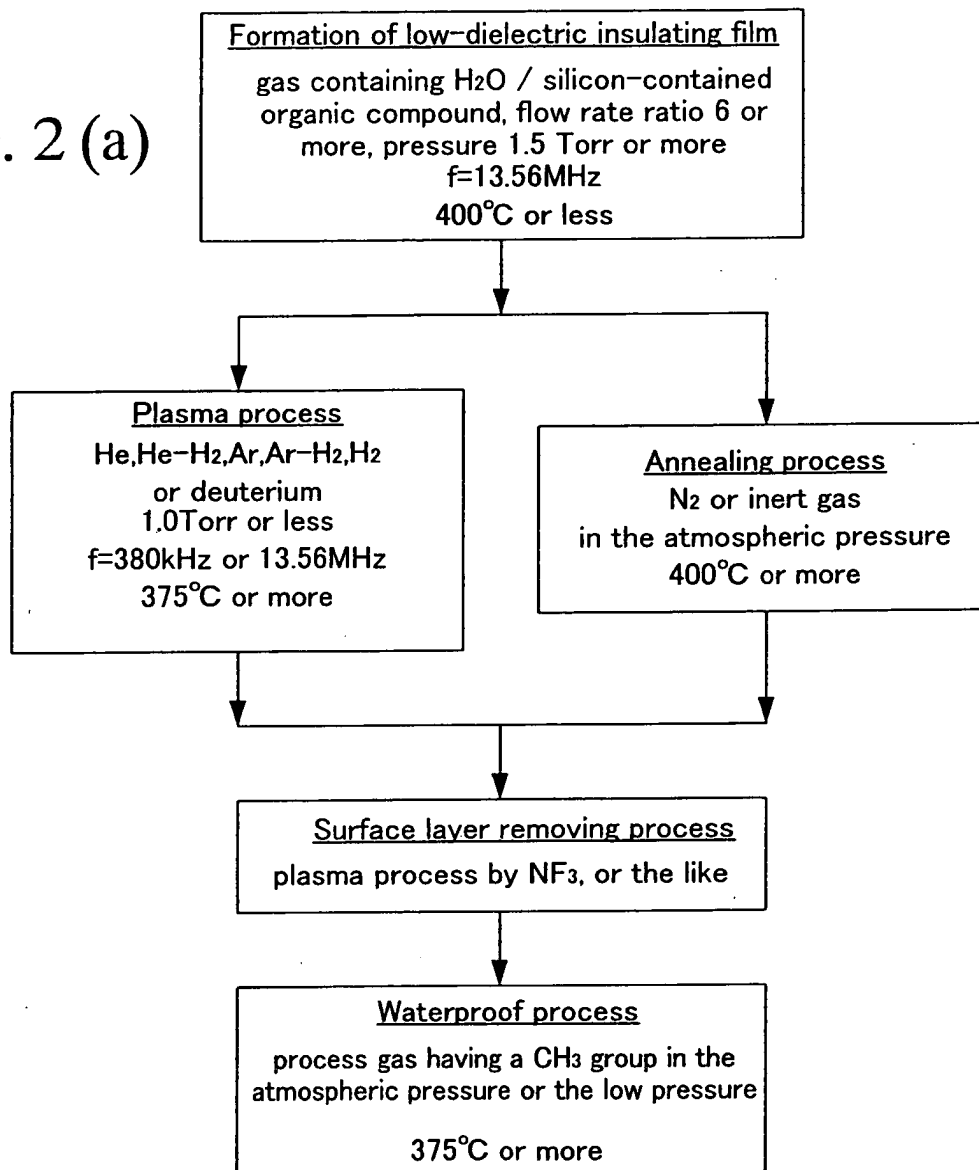 . 2 (a)
Formation of low-dielectric insulating film
gas containing H2O / silicon-contained
organic compound, flow rate ratio 6 or
more, pressure 1.5 Torr or more
f=13.56MHz
400°C or less
Plasma process
He,He-H2,Ar,Ar-H2,H2
or deuterium
1.0Torr or less
f=380kHz or 13.56MHz
375°C or more
Annealing process
N2 or inert gas
in the atmospheric pressure
400°C or more
Surface layer removing process
plasma process by NF3, or the like
Waterproof process
process gas having a CH3 group in the
atmospheric pressure or the low pressure
375°C or more